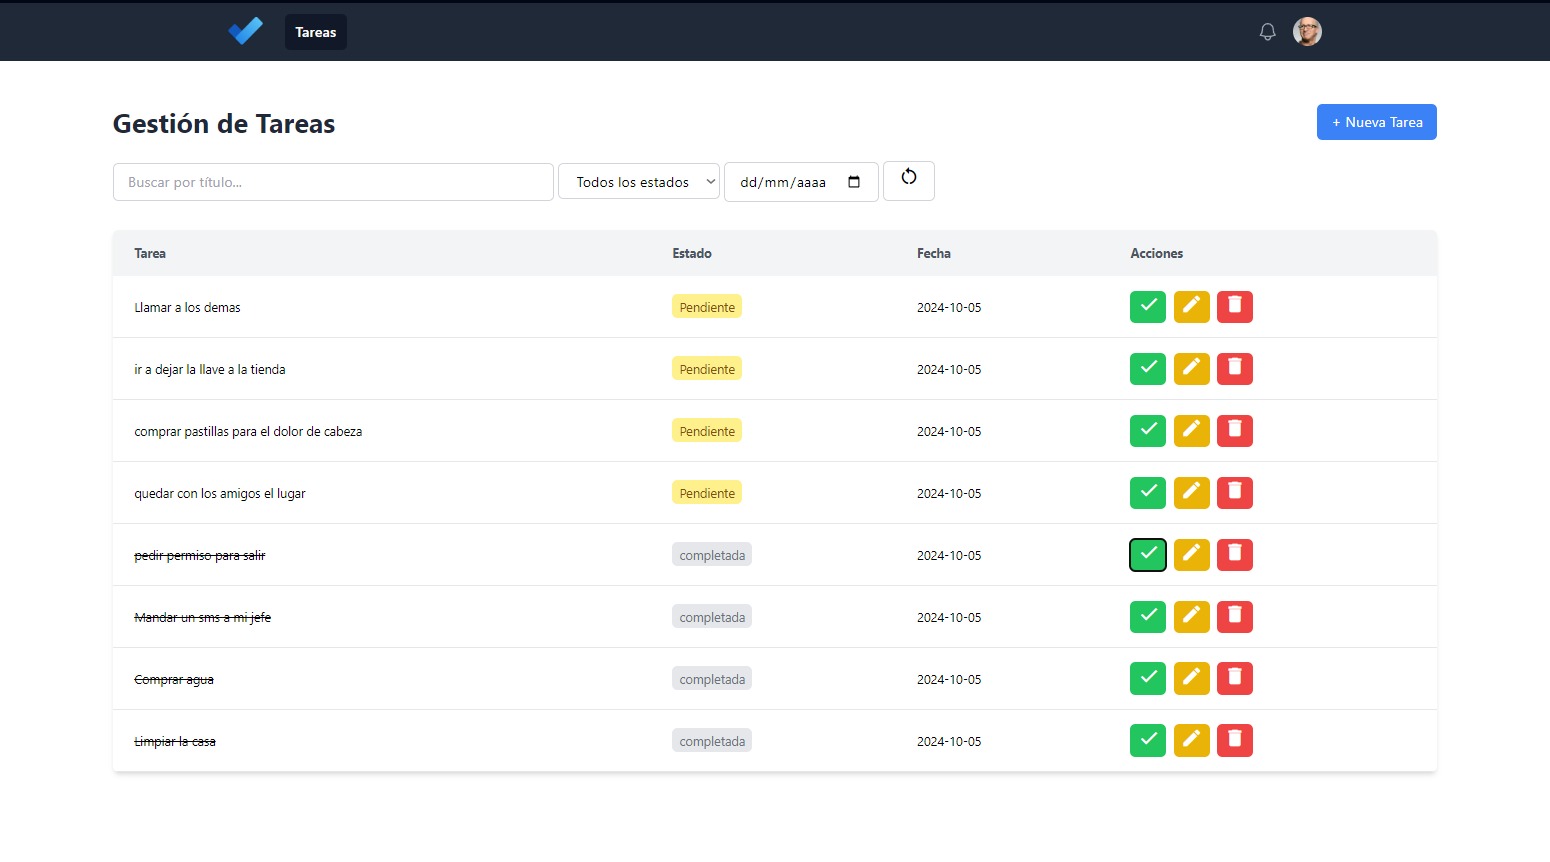 Tareas
Gestión de Tareas
+ Nueva Tarea
Buscar por título...
Todos los estados
dd/mm/aaaa
Tarea Estado Fecha Acciones
Llamar a los demas Pendiente 2024-10-05
ir a dejar la llave a la tienda Pendiente 2024-10-05
comprar pastillas para el dolor de cabeza Pendiente 2024-10-05
quedar con los amigos el lugar Pendiente 2024-10-05
pedir permiso para salir completada 2024-10-05
Mandar un sms a mi jefe completada 2024-10-05
Comprar agua completada 2024-10-05
Limpiar la casa completada 2024-10-05